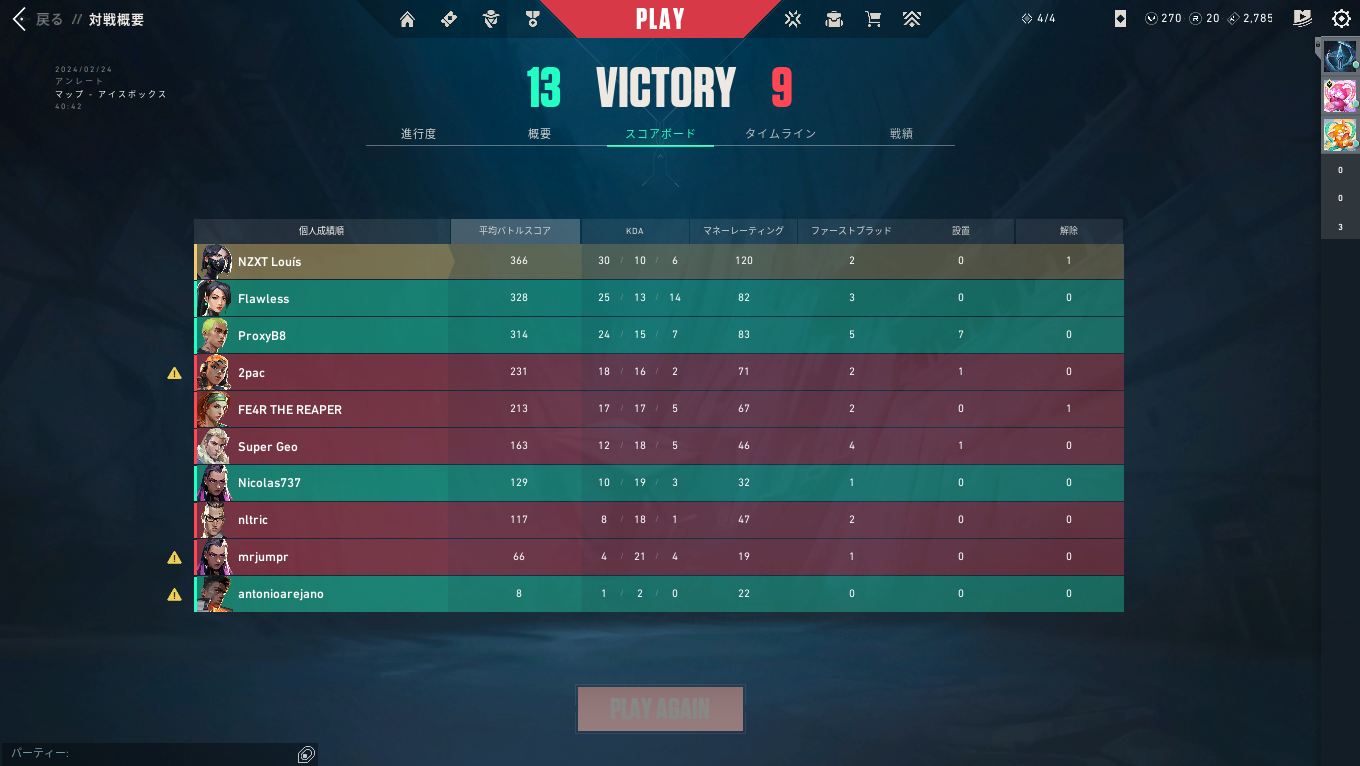 戻る // 対戦概要
PLAY
4/4
270
20
2,785
2024/02/24
アンレート
マップ - アイスボックス
40:42
13 VICTORY 9
進行度 概要 スコアボード タイムライン 戦績
個人成績順 平均バトルスコア KDA マネーレーティング ファーストブラッド 設置 解除
NZXT Louís 366 30 / 10 / 6 120 2 0 1
Flawless 328 25 / 13 / 14 82 3 0 0
ProxyB8 314 24 / 15 / 7 83 5 7 0
2pac 231 18 / 16 / 2 71 2 1 0
FE4R THE REAPER 213 17 / 17 / 5 67 2 0 1
Super Geo 163 12 / 18 / 5 46 4 1 0
Nicolas737 129 10 / 19 / 3 32 1 0 0
nltric 117 8 / 18 / 1 47 2 0 0
mrjumpr 66 4 / 21 / 4 19 1 0 0
antonioarejano 8 1 / 2 / 0 22 0 0 0
0
0
3
PLAY AGAIN
パーティー: